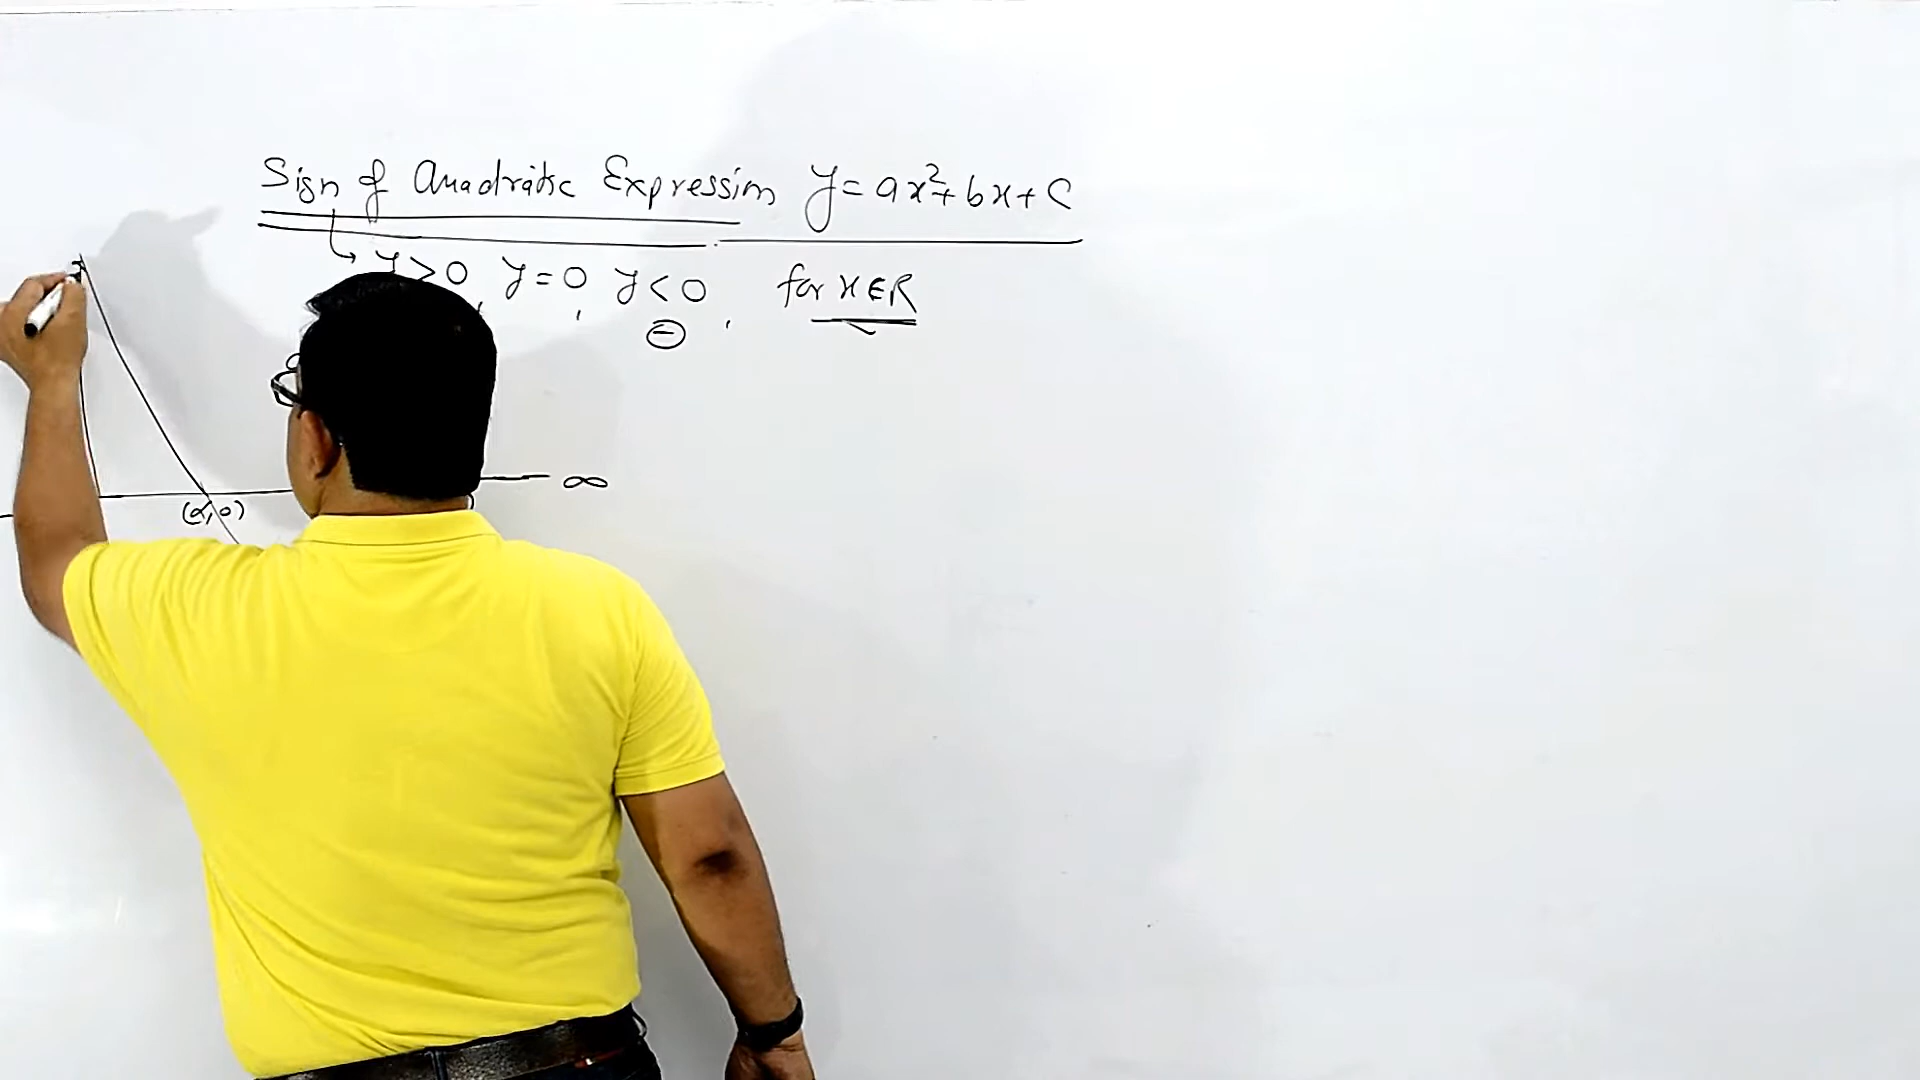 Sign of Quadratic Expression y = ax²+bx+c
y>0, y=0, y<0, for x∈R
⊖
∞
(α,0)